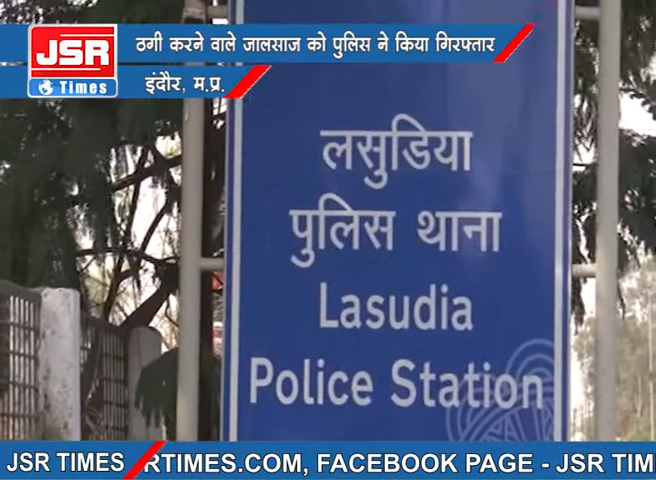 JSR
Times
ठगी करने वाले जालसाज को पुलिस ने किया गिरफ्तार
इंदौर, म.प्र.
लसुडिया
पुलिस थाना
Lasudia
Police Station
JSR TIMES
RTIMES.COM, FACEBOOK PAGE - JSR TIM